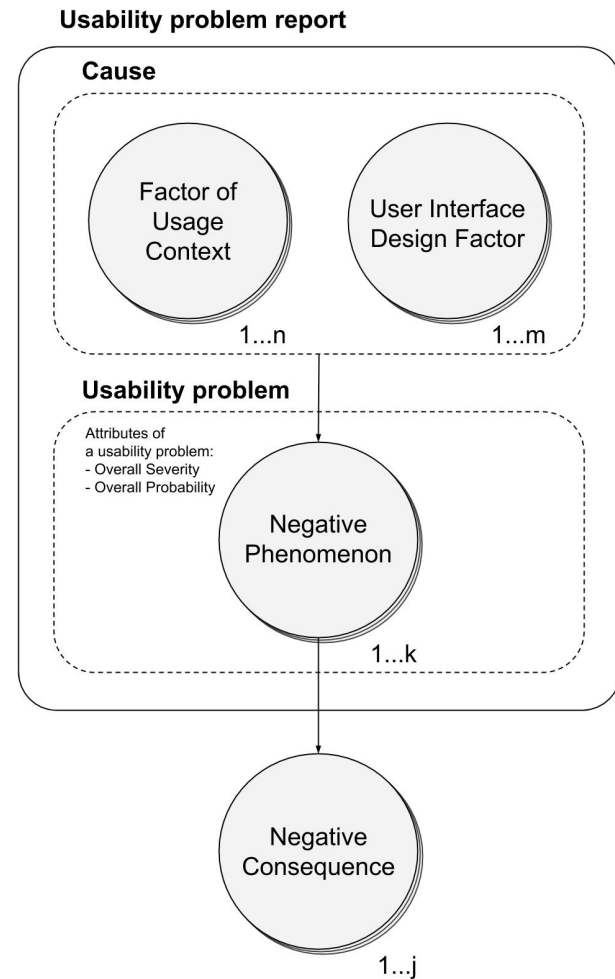 Usability problem report
Cause
Factor of
Usage
Context
1...n
User Interface
Design Factor
1...m
Usability problem
Attributes of
a usability problem:
- Overall Severity
- Overall Probability
Negative
Phenomenon
1...k
Negative
Consequence
1...j